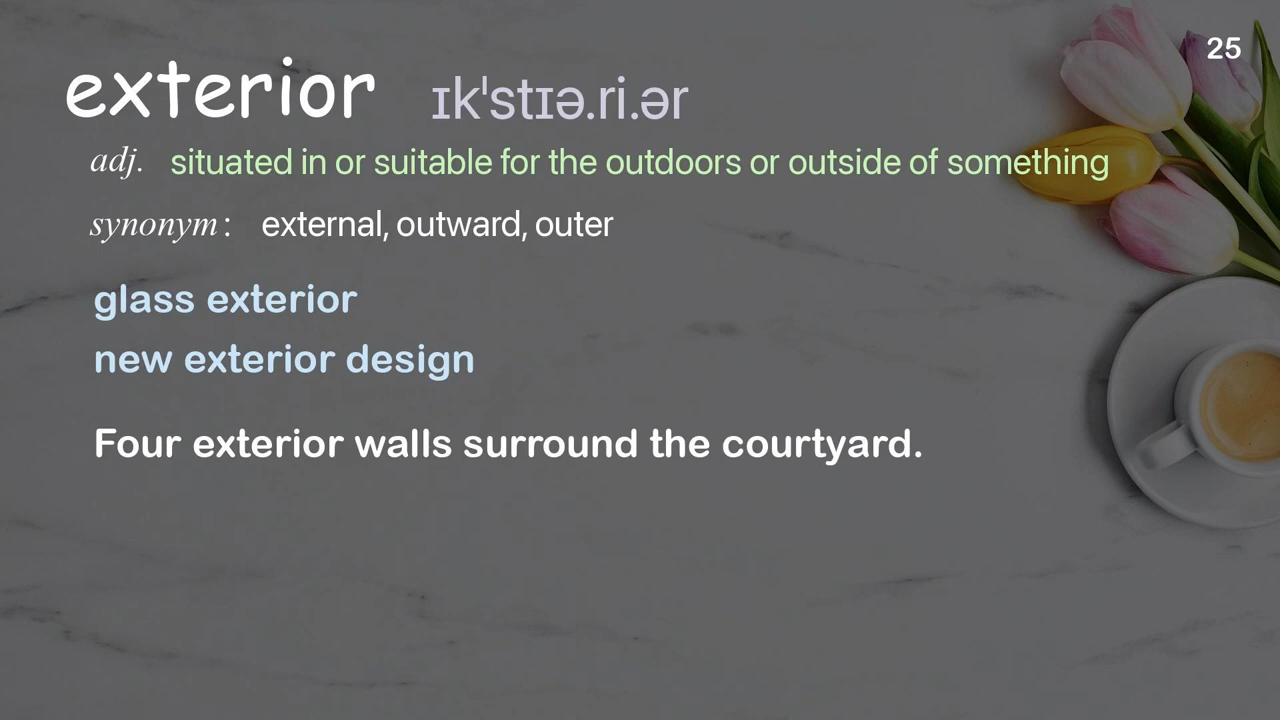 25
exterior ɪkˈstɪə.ri.ər
adj. situated in or suitable for the outdoors or outside of something
synonym: external, outward, outer
glass exterior
new exterior design
Four exterior walls surround the courtyard.